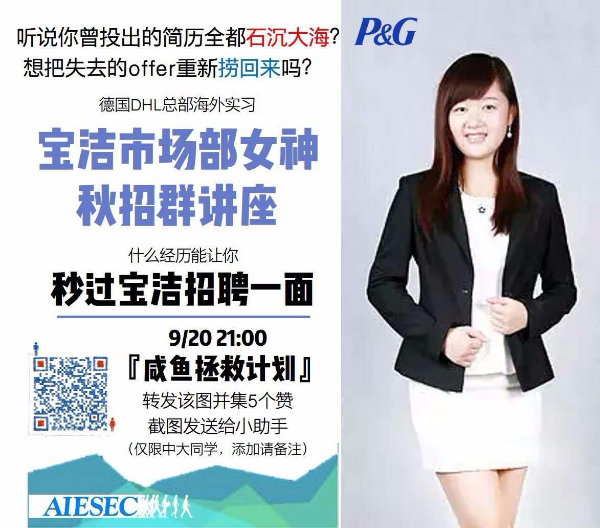 听说你曾投出的简历全都石沉大海?
想把失去的offer重新捞回来吗?
德国DHL总部海外实习
宝洁市场部女神
秋招群讲座
什么经历能让你
秒过宝洁招聘一面
9/20 21:00
『咸鱼拯救计划』
转发该图并集5个赞
截图发送给小助手
(仅限中大同学，添加请备注)
AIESEC
P&G